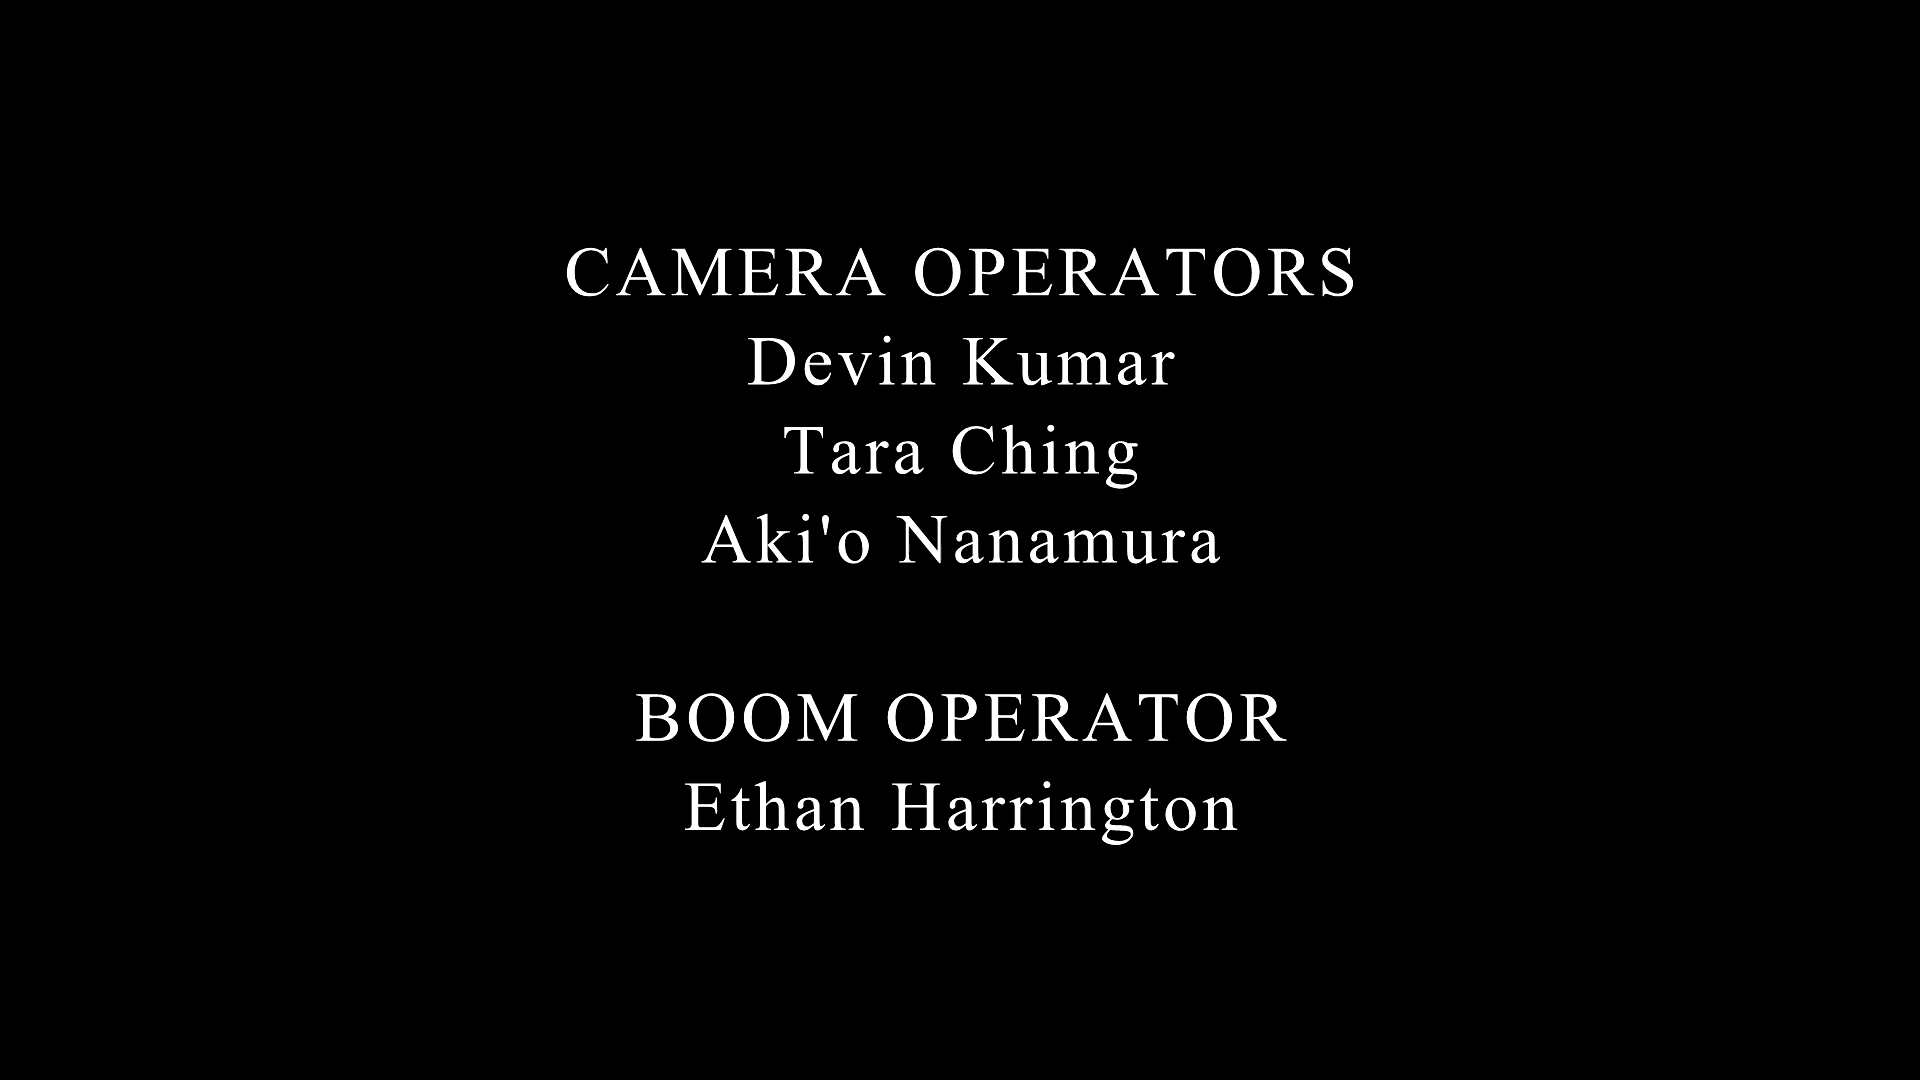 CAMERA OPERATORS
Devin Kumar
Tara Ching
Aki'o Nanamura
BOOM OPERATOR
Ethan Harrington